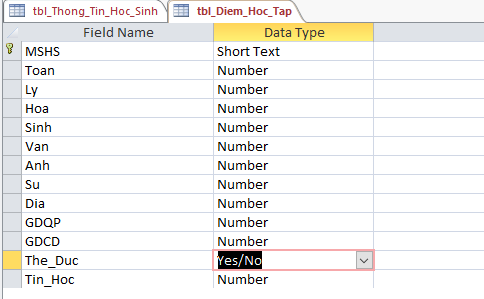 tbl_Thong_Tin_Hoc_Sinh tbl_Diem_Hoc_Tap
Field Name Data Type
MSHS Short Text
Toan Number
Ly Number
Hoa Number
Sinh Number
Van Number
Anh Number
Su Number
Dia Number
GDQP Number
GDCD Number
The_Duc Yes/No
Tin_Hoc Number